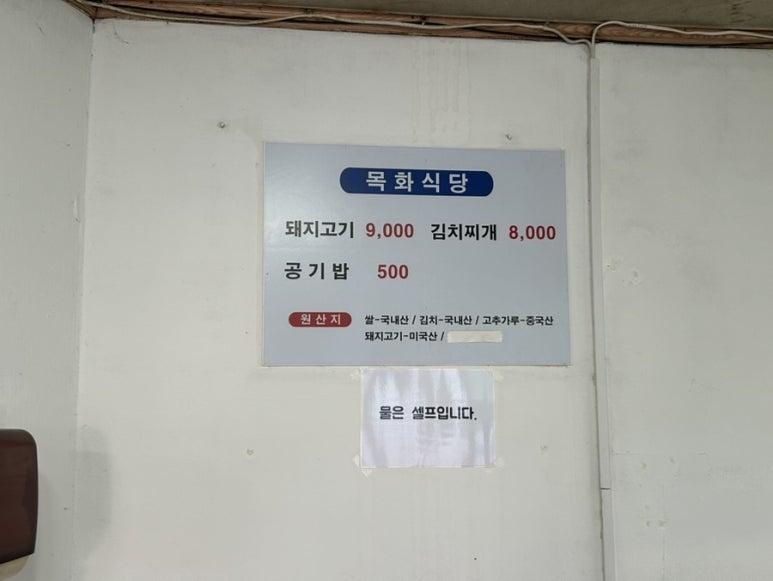 목화식당
돼지고기 9,000 김치찌개 8,000
공기밥 500
원산지 쌀-국내산 / 김치-국내산 / 고추가루-중국산
돼지고기-미국산 /
물은 셀프입니다.